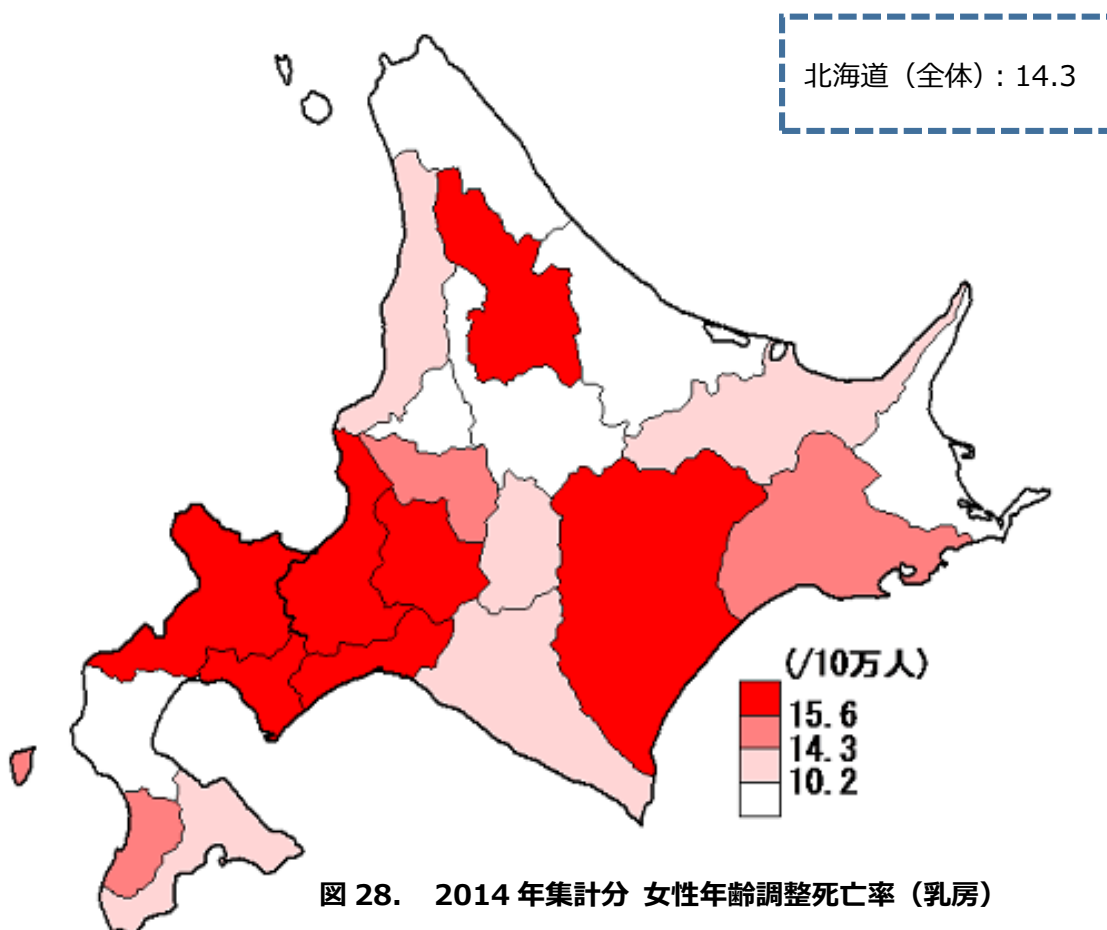 北海道（全体）: 14.3
(/10万人)
15.6
14.3
10.2
図 28.　2014 年集計分 女性年齢調整死亡率（乳房）